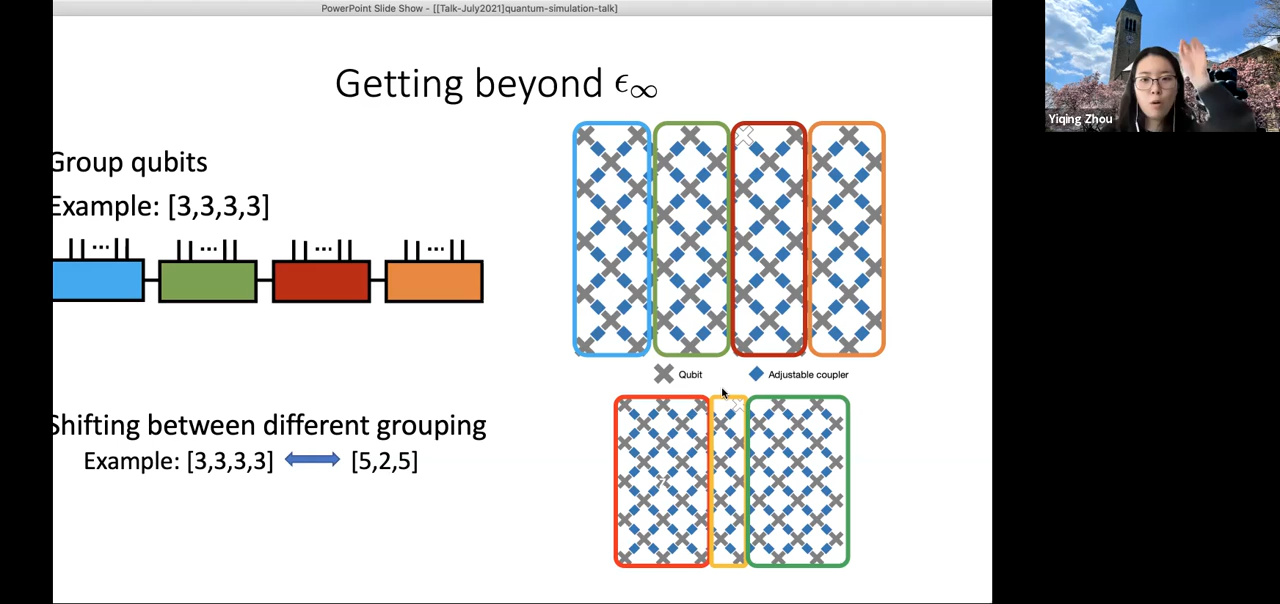 PowerPoint Slide Show - [[Talk-July2021]quantum-simulation-talk]
Getting beyond ϵ∞
Group qubits
Example: [3,3,3,3]
Qubit
Adjustable coupler
Shifting between different grouping
Example: [3,3,3,3] [5,2,5]
Yiqing Zhou